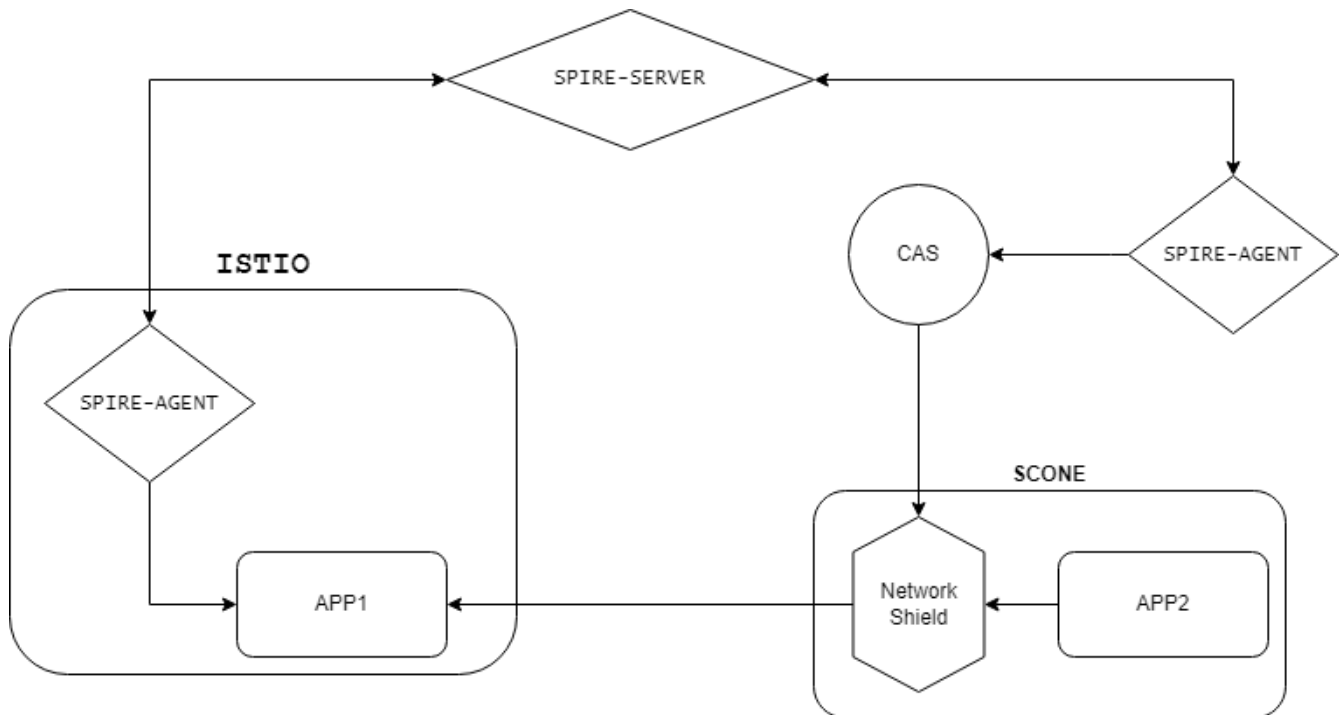 SPIRE-SERVER
CAS
SPIRE-AGENT
ISTIO
SPIRE-AGENT
SCONE
APP1
Network
Shield
APP2